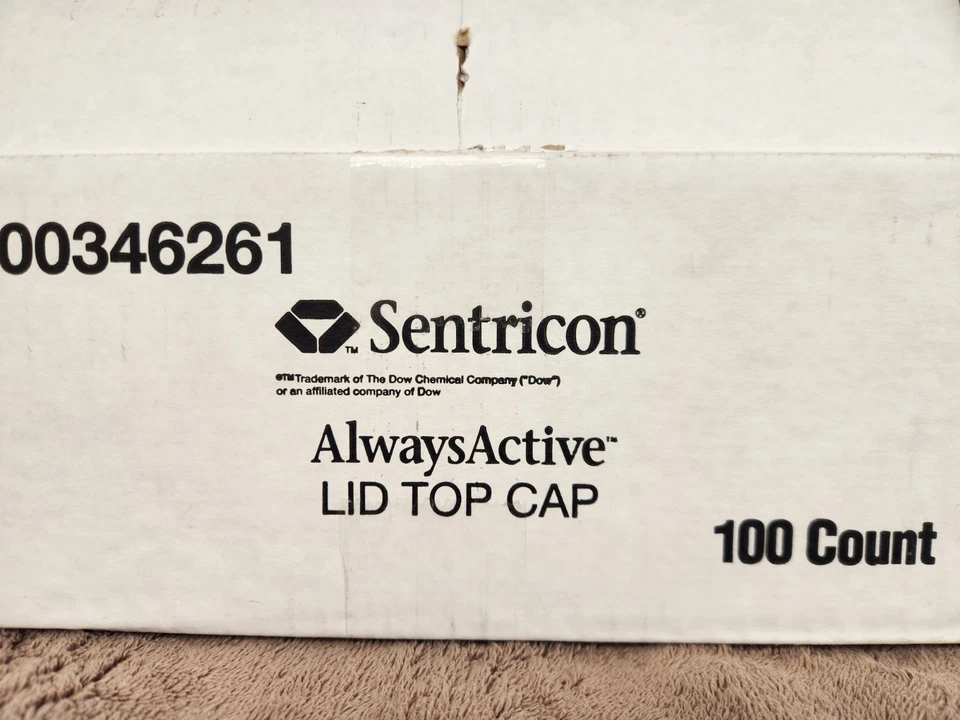 00346261
Sentricon®
®™Trademark of The Dow Chemical Company ("Dow")
or an affiliated company of Dow
AlwaysActive™
LID TOP CAP
100 Count